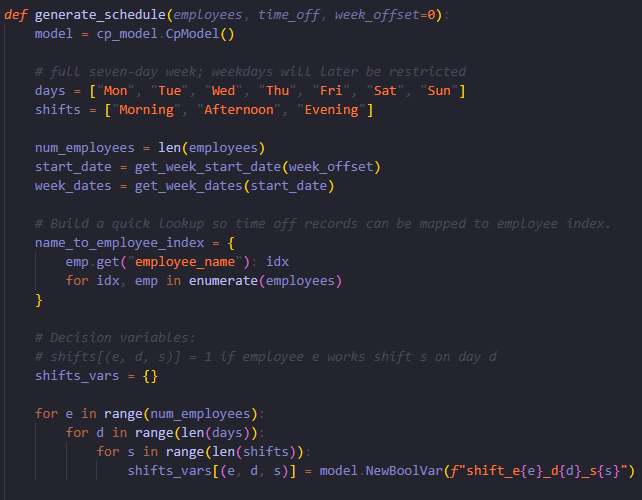 def generate_schedule(employees, time_off, week_offset=0):
    model = cp_model.CpModel()
    # full seven-day week; weekdays will later be restricted
    days = ["Mon", "Tue", "Wed", "Thu", "Fri", "Sat", "Sun"]
    shifts = ["Morning", "Afternoon", "Evening"]
    num_employees = len(employees)
    start_date = get_week_start_date(week_offset)
    week_dates = get_week_dates(start_date)
    # Build a quick lookup so time off records can be mapped to employee index.
    name_to_employee_index = {
        emp.get("employee_name"): idx
        for idx, emp in enumerate(employees)
    }
    # Decision variables:
    # shifts[(e, d, s)] = 1 if employee e works shift s on day d
    shifts_vars = {}
    for e in range(num_employees):
        for d in range(len(days)):
            for s in range(len(shifts)):
                shifts_vars[(e, d, s)] = model.NewBoolVar(f"shift_e{e}_d{d}_s{s}")